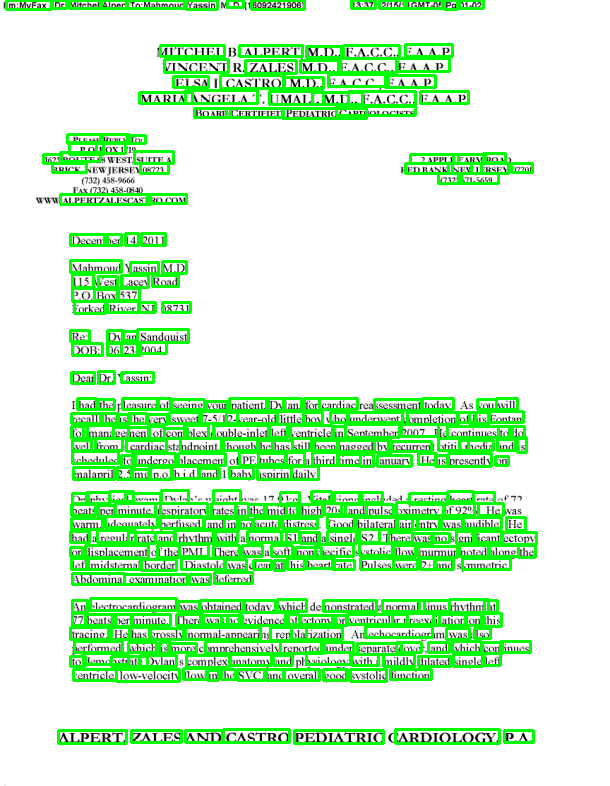 m:MyFax Dr. Mitchel Alper To:Mahmoud Yassin M.D. (16092421906) 13:37 GMT-05 Pg 01-02
MITCHEL B. ALPERT M.D., F.A.C.C., F.A.A.P.
VINCENT R. ZALES M.D., F.A.C.C., F.A.A.P.
ELSA I. CASTRO M.D., F.A.C.C., F.A.A.P.
MARIA ANGELA T. UMALI, M.D., F.A.C.C., F.A.A.P.
BOARD CERTIFIED PEDIATRIC CARDIOLOGISTS
PLEASE REPLY TO:
P.O. BOX
ROUTE 88 WEST, SUITE A
BRICK, NEW JERSEY 08723
(732) 458-9666
FAX (732) 458-0840
WWW.ALPERTZALESCASTRO.COM
2 APPLE FARM ROAD
RED BANK, NEW JERSEY 07701
(732) 571-5659
December 14, 2011
Mahmoud Yassin, M.D.
115 West Lacey Road
P.O. Box 537
Forked River, NJ 08731
Re: Dylan Sandquist
DOB: 06/23/2004
Dear Dr. Yassin:
I had the pleasure of seeing your patient, Dylan, for cardiac reassessment today. As you will
recall, he is the very sweet 7-5/12-year-old little boy who underwent completion of his Fontan
for management of complex double-inlet left ventricle in September 2007. He continues to do
well from a cardiac standpoint, though he has still been nagged by recurrent otitis media and is
scheduled to undergo placement of PE tubes for a third time in January. He is presently on
enalapril 2.5 mg p.o. b.i.d. and 1 baby aspirin daily.
On physical exam, Dylan's weight was 17.9 kg. Vital signs included a resting heart rate of 72
beats per minute, respiratory rates in the mid to high 20s, and pulse oximetry of 92%. He was
warm, adequately perfused and in no acute distress. Good bilateral air entry was audible. He
had a regular rate and rhythm with a normal S1 and a single S2. There was no significant ectopy
or displacement of the PMI. There was a soft nonspecific systolic flow murmur noted along the
left midsternal border. Diastole was clear at this heart rate. Pulses were 2+ and symmetric.
Abdominal examination was deferred.
An electrocardiogram was obtained today, which demonstrated a normal sinus rhythm at
77 beats per minute. There was no evidence of ectopy or ventricular preexcitation on this
tracing. He has grossly normal-appearing repolarization. An echocardiogram was also
performed, which is more comprehensively reported under separate cover, and which continues
to demonstrate Dylan's complex anatomy and physiology with a mildly dilated single left
ventricle, low-velocity flow in the SVC and overall good systolic function.
ALPERT, ZALES AND CASTRO PEDIATRIC CARDIOLOGY, P.A.